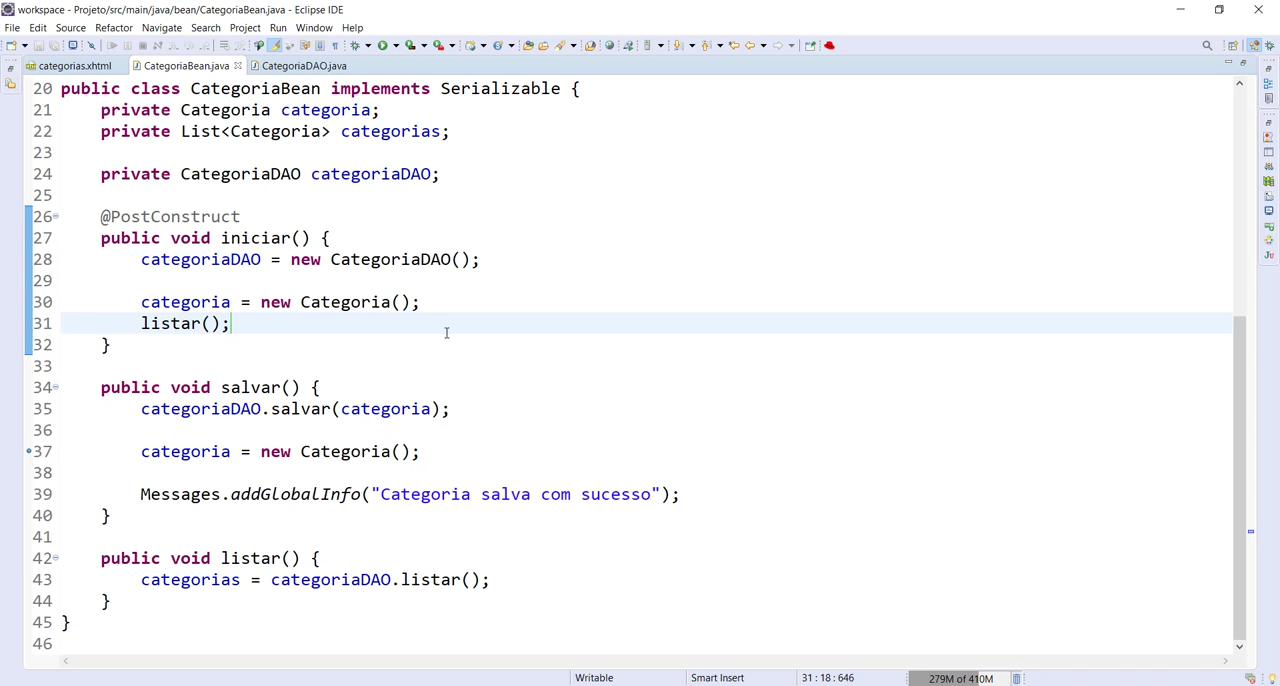 workspace - Projeto/src/main/java/bean/CategoriaBean.java - Eclipse IDE
File Edit Source Refactor Navigate Search Project Run Window Help
categorias.xhtml CategoriaBean.java CategoriaDAO.java
20 public class CategoriaBean implements Serializable {
21 private Categoria categoria;
22 private List<Categoria> categorias;
23
24 private CategoriaDAO categoriaDAO;
25
26 @PostConstruct
27 public void iniciar() {
28 categoriaDAO = new CategoriaDAO();
29
30 categoria = new Categoria();
31 listar();
32 }
33
34 public void salvar() {
35 categoriaDAO.salvar(categoria);
36
37 categoria = new Categoria();
38
39 Messages.addGlobalInfo("Categoria salva com sucesso");
40 }
41
42 public void listar() {
43 categorias = categoriaDAO.listar();
44 }
45 }
46
Writable Smart Insert 31 : 18 : 646 279M of 410M